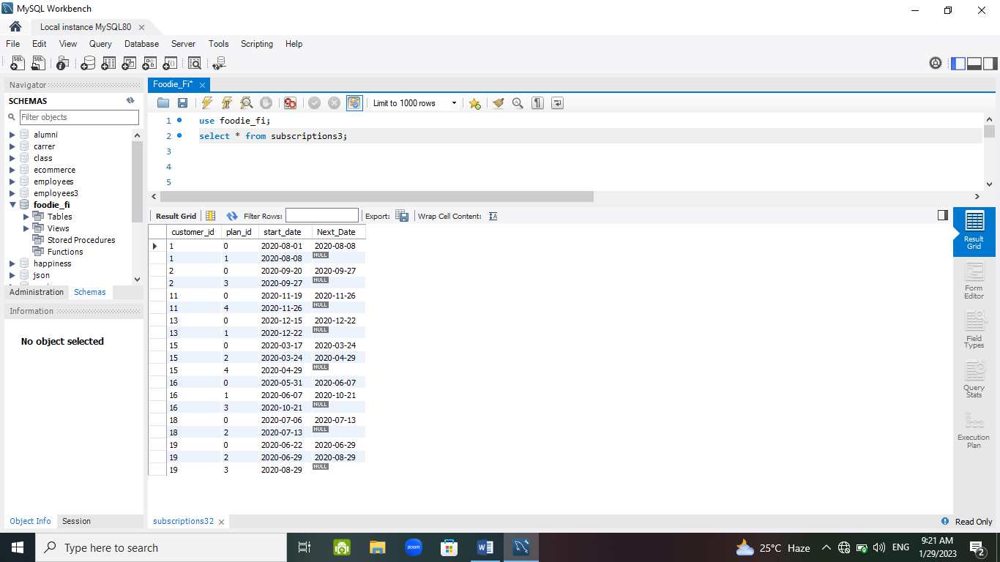 MySQL Workbench
Local instance MySQL80
File Edit View Query Database Server Tools Scripting Help
Navigator
SCHEMAS
Filter objects
alumni
carrer
class
ecommerce
employees
employees3
foodie_fi
Tables
Views
Stored Procedures
Functions
happiness
json
Administration Schemas
Information
No object selected
Object Info Session
Foodie_Fi*
Limit to 1000 rows
1 use foodie_fi;
2 select * from subscriptions3;
3
4
5
Result Grid Filter Rows: Export: Wrap Cell Content:
customer_id plan_id start_date Next_Date
1 0 2020-08-01 2020-08-08
1 1 2020-08-08 NULL
2 0 2020-09-20 2020-09-27
2 3 2020-09-27 NULL
11 0 2020-11-19 2020-11-26
11 4 2020-11-26 NULL
13 0 2020-12-15 2020-12-22
13 1 2020-12-22 NULL
15 0 2020-03-17 2020-03-24
15 2 2020-03-24 2020-04-29
15 4 2020-04-29 NULL
16 0 2020-05-31 2020-06-07
16 1 2020-06-07 2020-10-21
16 3 2020-10-21 NULL
18 0 2020-07-06 2020-07-13
18 2 2020-07-13 NULL
19 0 2020-06-22 2020-06-29
19 2 2020-06-29 2020-08-29
19 3 2020-08-29 NULL
Result
Grid
Form
Editor
Field
Types
Query
Stats
Execution
Plan
subscriptions32
Read Only
Type here to search
zoom
25°C Haze
ENG
9:21 AM
1/29/2023
2